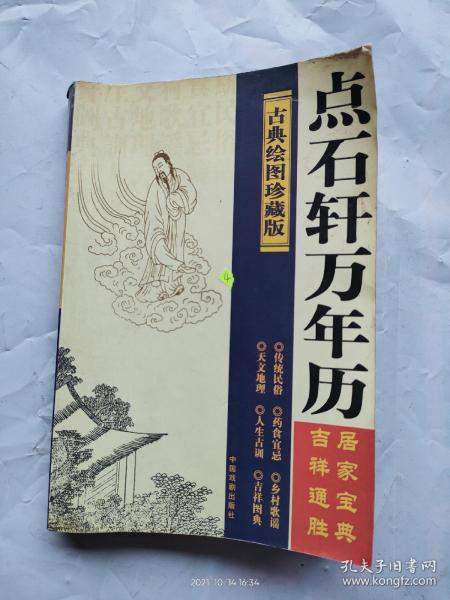 点石轩万年历
古典绘图珍藏版
居家宝典
吉祥通胜
◎传统民俗 ◎药食宜忌 ◎乡村歌谣
◎天文地理 ◎人生古训 ◎吉祥图典
中国戏剧出版社
4
2021-10-14 16:34
孔夫子旧书网
www.kongfz.com